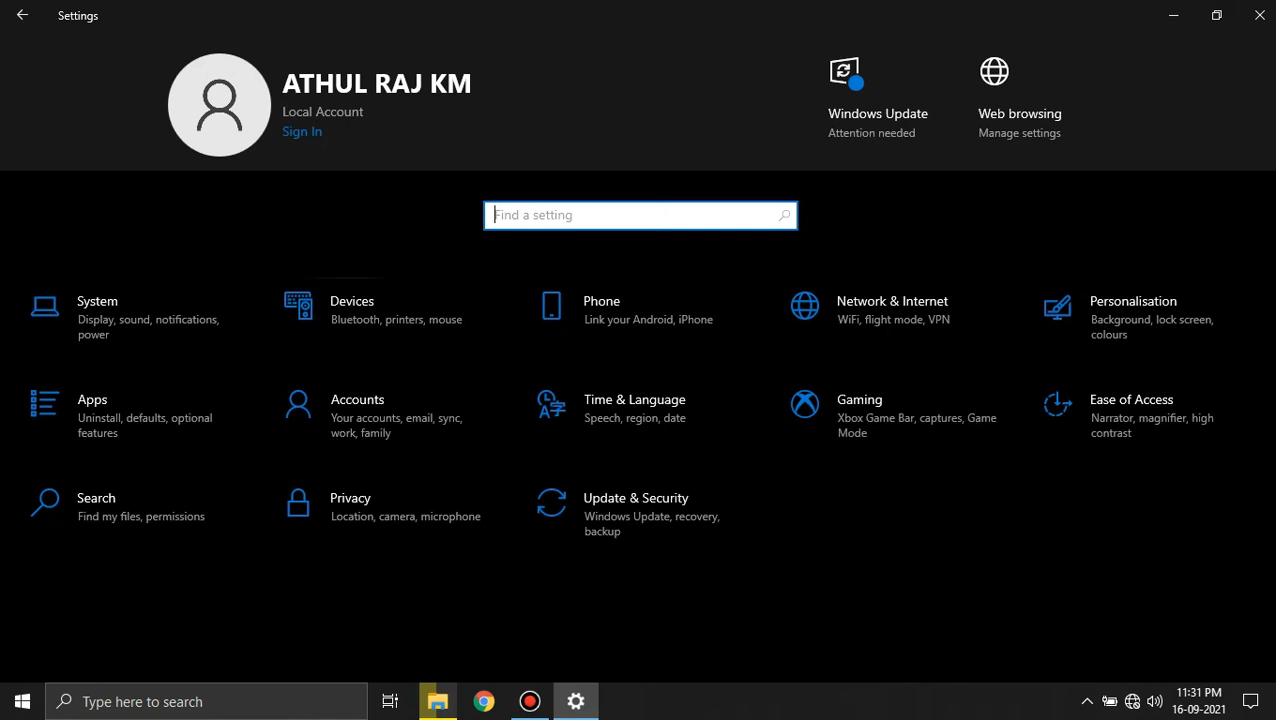 Settings
ATHUL RAJ KM
Local Account
Sign In
Windows Update
Attention needed
Web browsing
Manage settings
Find a setting
System
Display, sound, notifications,
power
Devices
Bluetooth, printers, mouse
Phone
Link your Android, iPhone
Network & Internet
WiFi, flight mode, VPN
Personalisation
Background, lock screen,
colours
Apps
Uninstall, defaults, optional
features
Accounts
Your accounts, email, sync,
work, family
Time & Language
Speech, region, date
Gaming
Xbox Game Bar, captures, Game
Mode
Ease of Access
Narrator, magnifier, high
contrast
Search
Find my files, permissions
Privacy
Location, camera, microphone
Update & Security
Windows Update, recovery,
backup
Type here to search
11:31 PM
16-09-2021